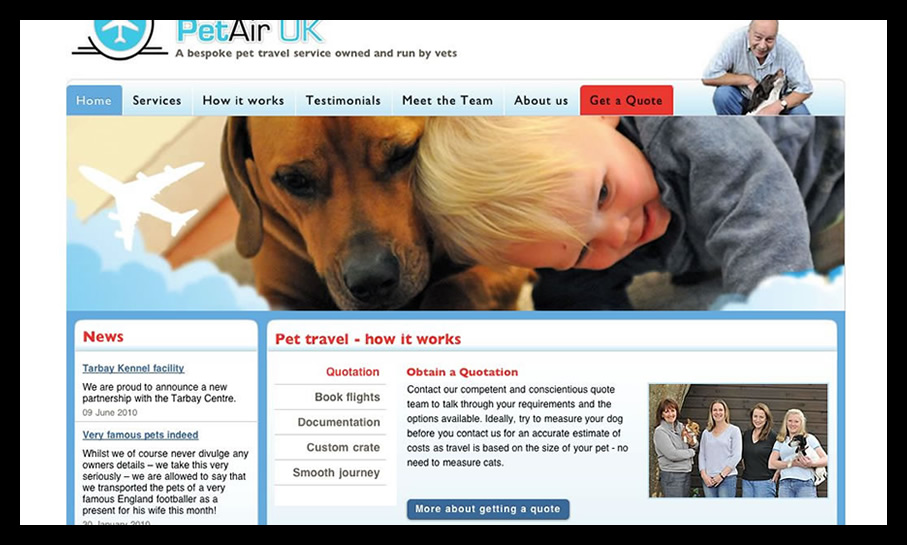 PetAir UK
A bespoke pet travel service owned and run by vets
Home Services How it works Testimonials Meet the Team About us Get a Quote
News
Tarbay Kennel facility
We are proud to announce a new
partnership with the Tarbay Centre.
09 June 2010
Very famous pets indeed
Whilst we of course never divulge any
owners details – we take this very
seriously – we are allowed to say that
we transported the pets of a very
famous England footballer as a
present for his wife this month!
30 January 2010
Pet travel - how it works
Quotation
Book flights
Documentation
Custom crate
Smooth journey
Obtain a Quotation
Contact our competent and conscientious quote
team to talk through your requirements and the
options available. Ideally, try to measure your dog
before you contact us for an accurate estimate of
costs as travel is based on the size of your pet - no
need to measure cats.
More about getting a quote